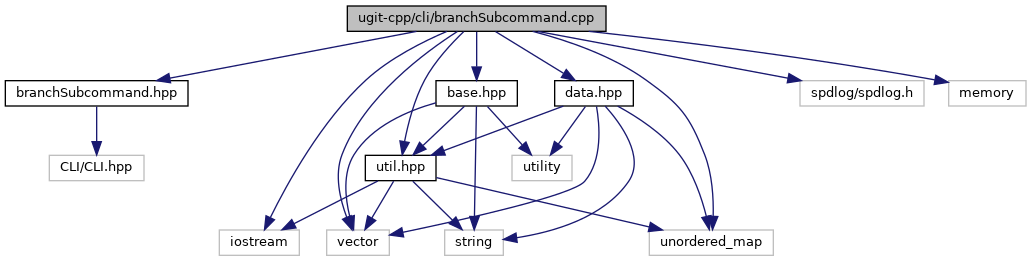 ugit-cpp/cli/branchSubcommand.cpp
branchSubcommand.hpp
base.hpp
data.hpp
spdlog/spdlog.h
memory
CLI/CLI.hpp
util.hpp
utility
iostream
vector
string
unordered_map